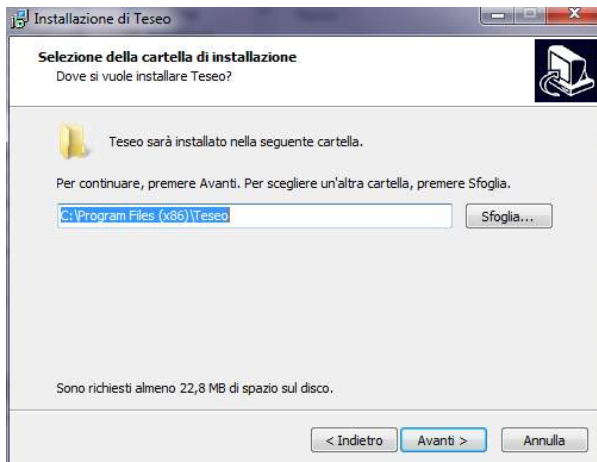 Installazione di Teseo
Selezione della cartella di installazione
Dove si vuole installare Teseo?
Teseo sarà installato nella seguente cartella.
Per continuare, premere Avanti. Per scegliere un'altra cartella, premere Sfoglia.
C:\Program Files (x86)\Teseo
Sfoglia...
Sono richiesti almeno 22,8 MB di spazio sul disco.
< Indietro
Avanti >
Annulla